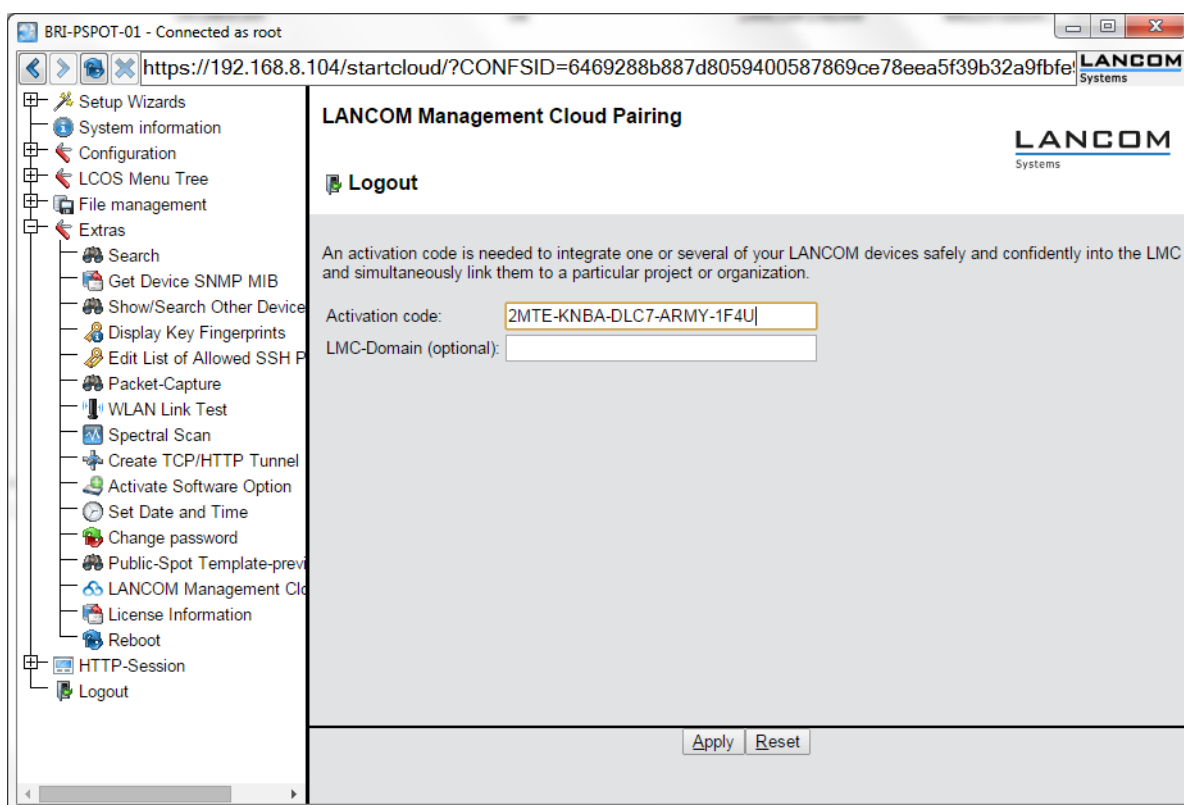 BRI-PSPOT-01 - Connected as root
https://192.168.8.104/startcloud/?CONFSID=6469288b887d8059400587869ce78eea5f39b32a9fbfe9
LANCOM
Systems
Setup Wizards
System information
Configuration
LCOS Menu Tree
File management
Extras
Search
Get Device SNMP MIB
Show/Search Other Device
Display Key Fingerprints
Edit List of Allowed SSH P
Packet-Capture
WLAN Link Test
Spectral Scan
Create TCP/HTTP Tunnel
Activate Software Option
Set Date and Time
Change password
Public-Spot Template-previ
LANCOM Management Clo
License Information
Reboot
HTTP-Session
Logout
LANCOM Management Cloud Pairing
LANCOM
Systems
Logout
An activation code is needed to integrate one or several of your LANCOM devices safely and confidently into the LMC
and simultaneously link them to a particular project or organization.
Activation code: 2MTE-KNBA-DLC7-ARMY-1F4U
LMC-Domain (optional):
Apply Reset